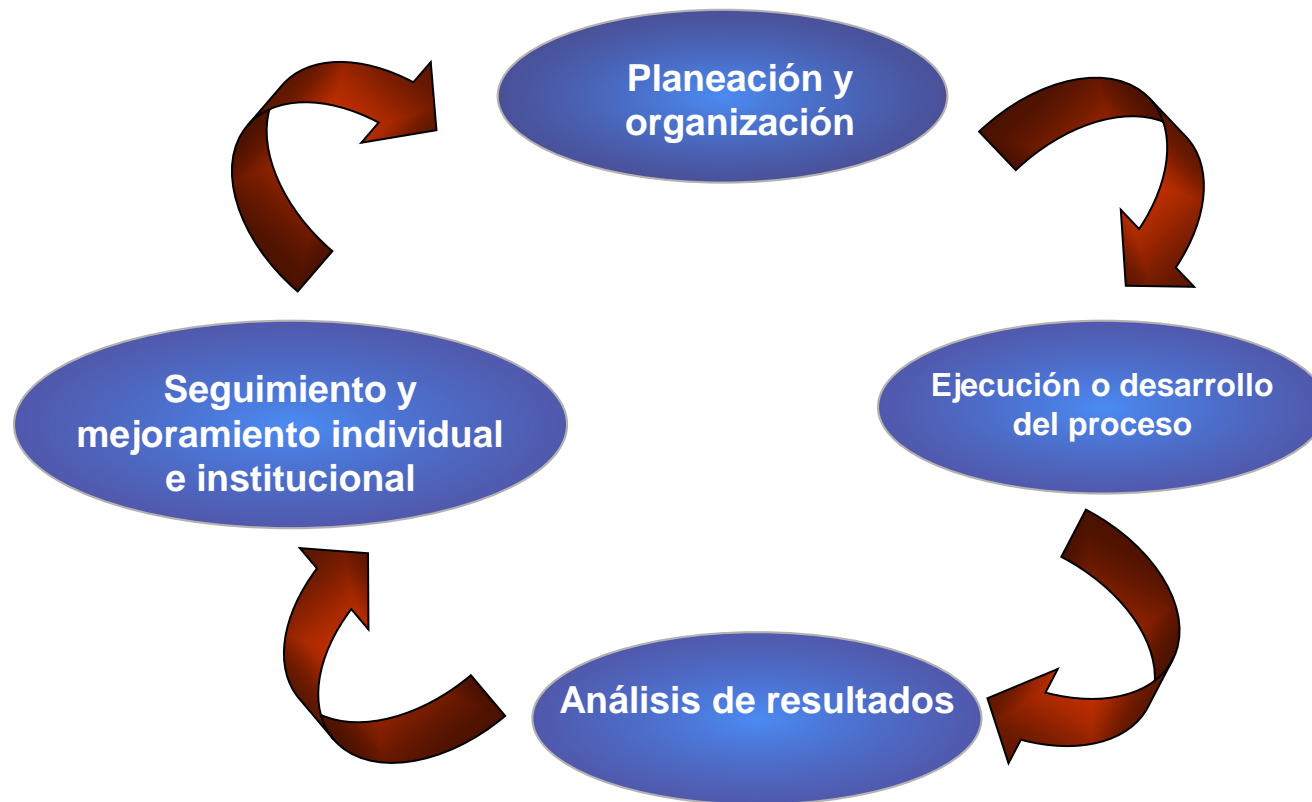 Planeación y
organización
Ejecución o desarrollo
del proceso
Análisis de resultados
Seguimiento y
mejoramiento individual
e institucional